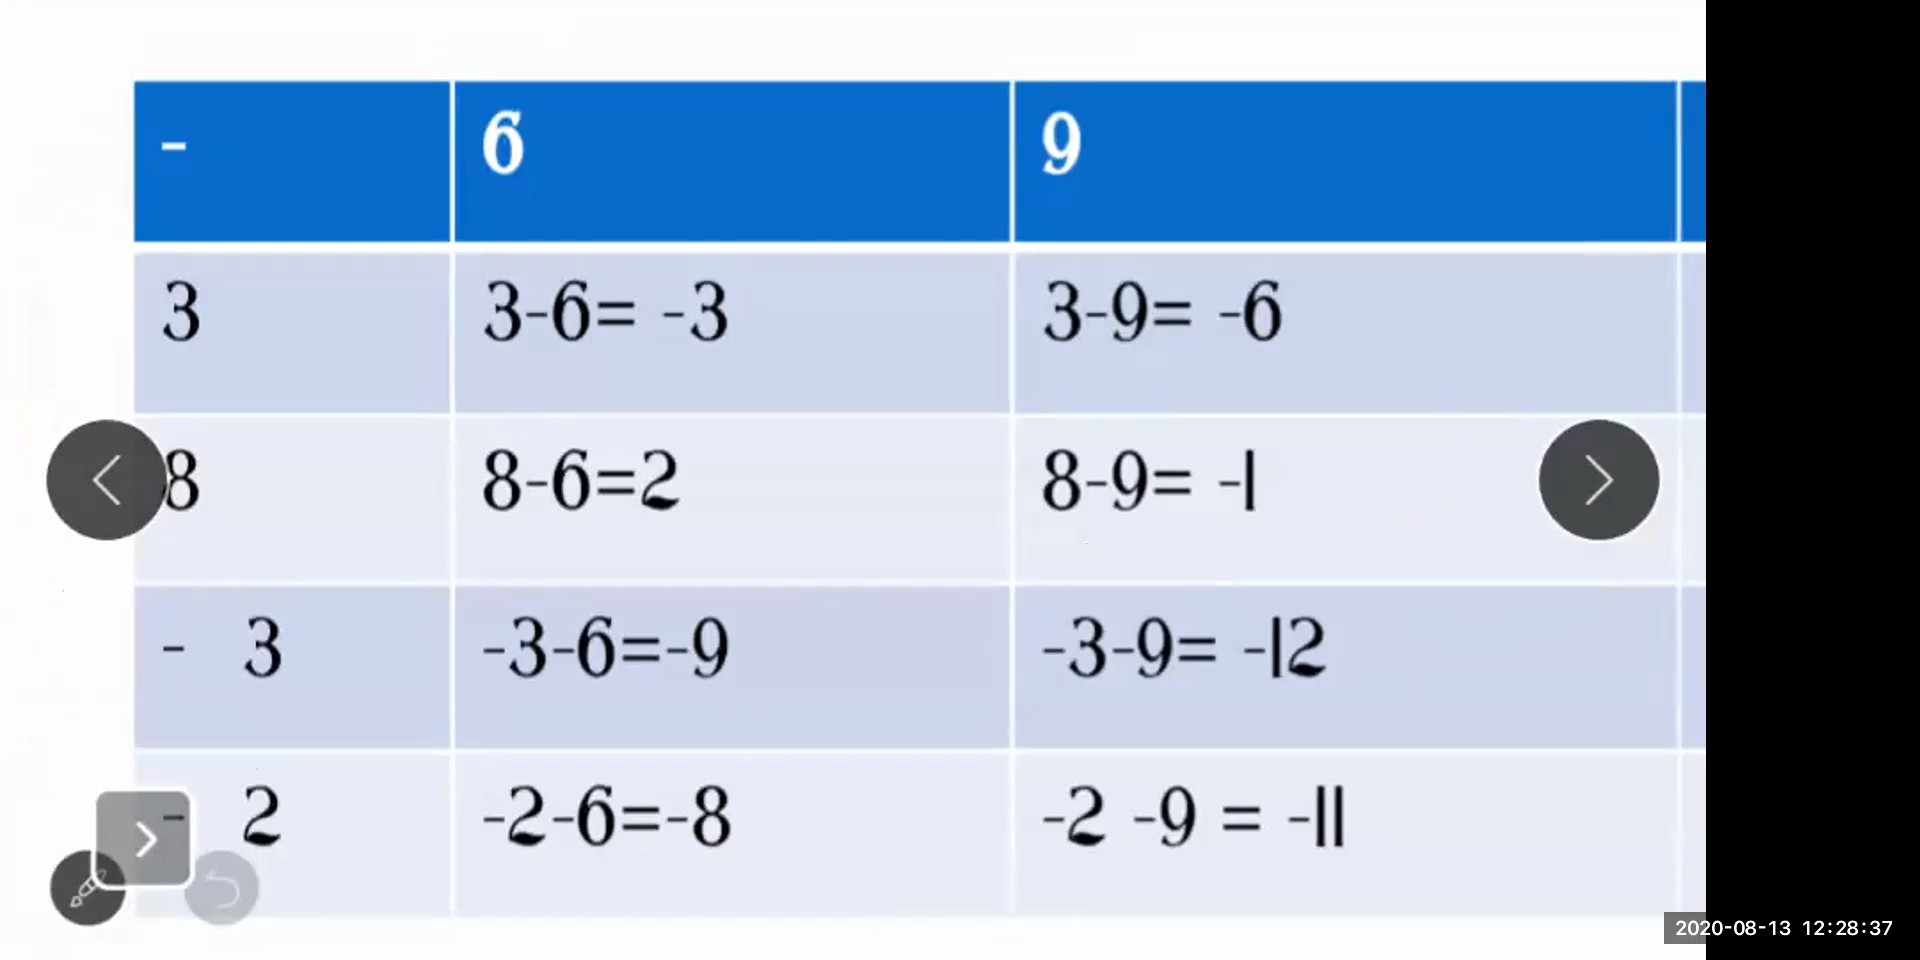 - 6 9
3 3-6= -3 3-9= -6
8 8-6=2 8-9= -1
- 3 -3-6=-9 -3-9= -12
- 2 -2-6=-8 -2 -9 = -11
2020-08-13 12:28:37